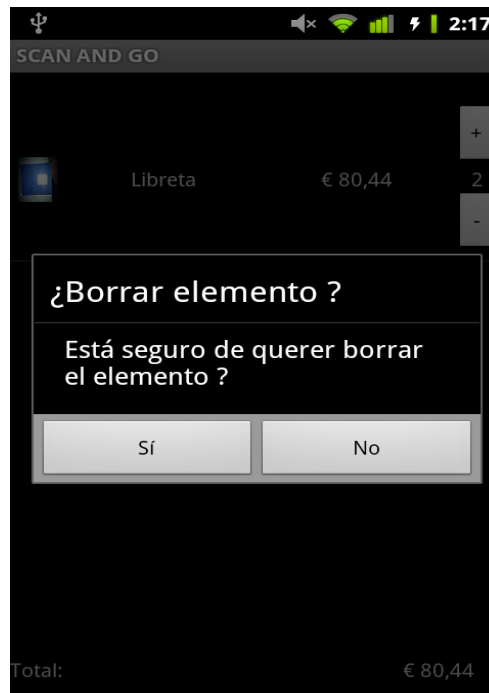 2:17
SCAN AND GO
+
Libreta € 80,44 2
-
¿Borrar elemento ?
Está seguro de querer borrar
el elemento ?
Sí No
Total: € 80,44